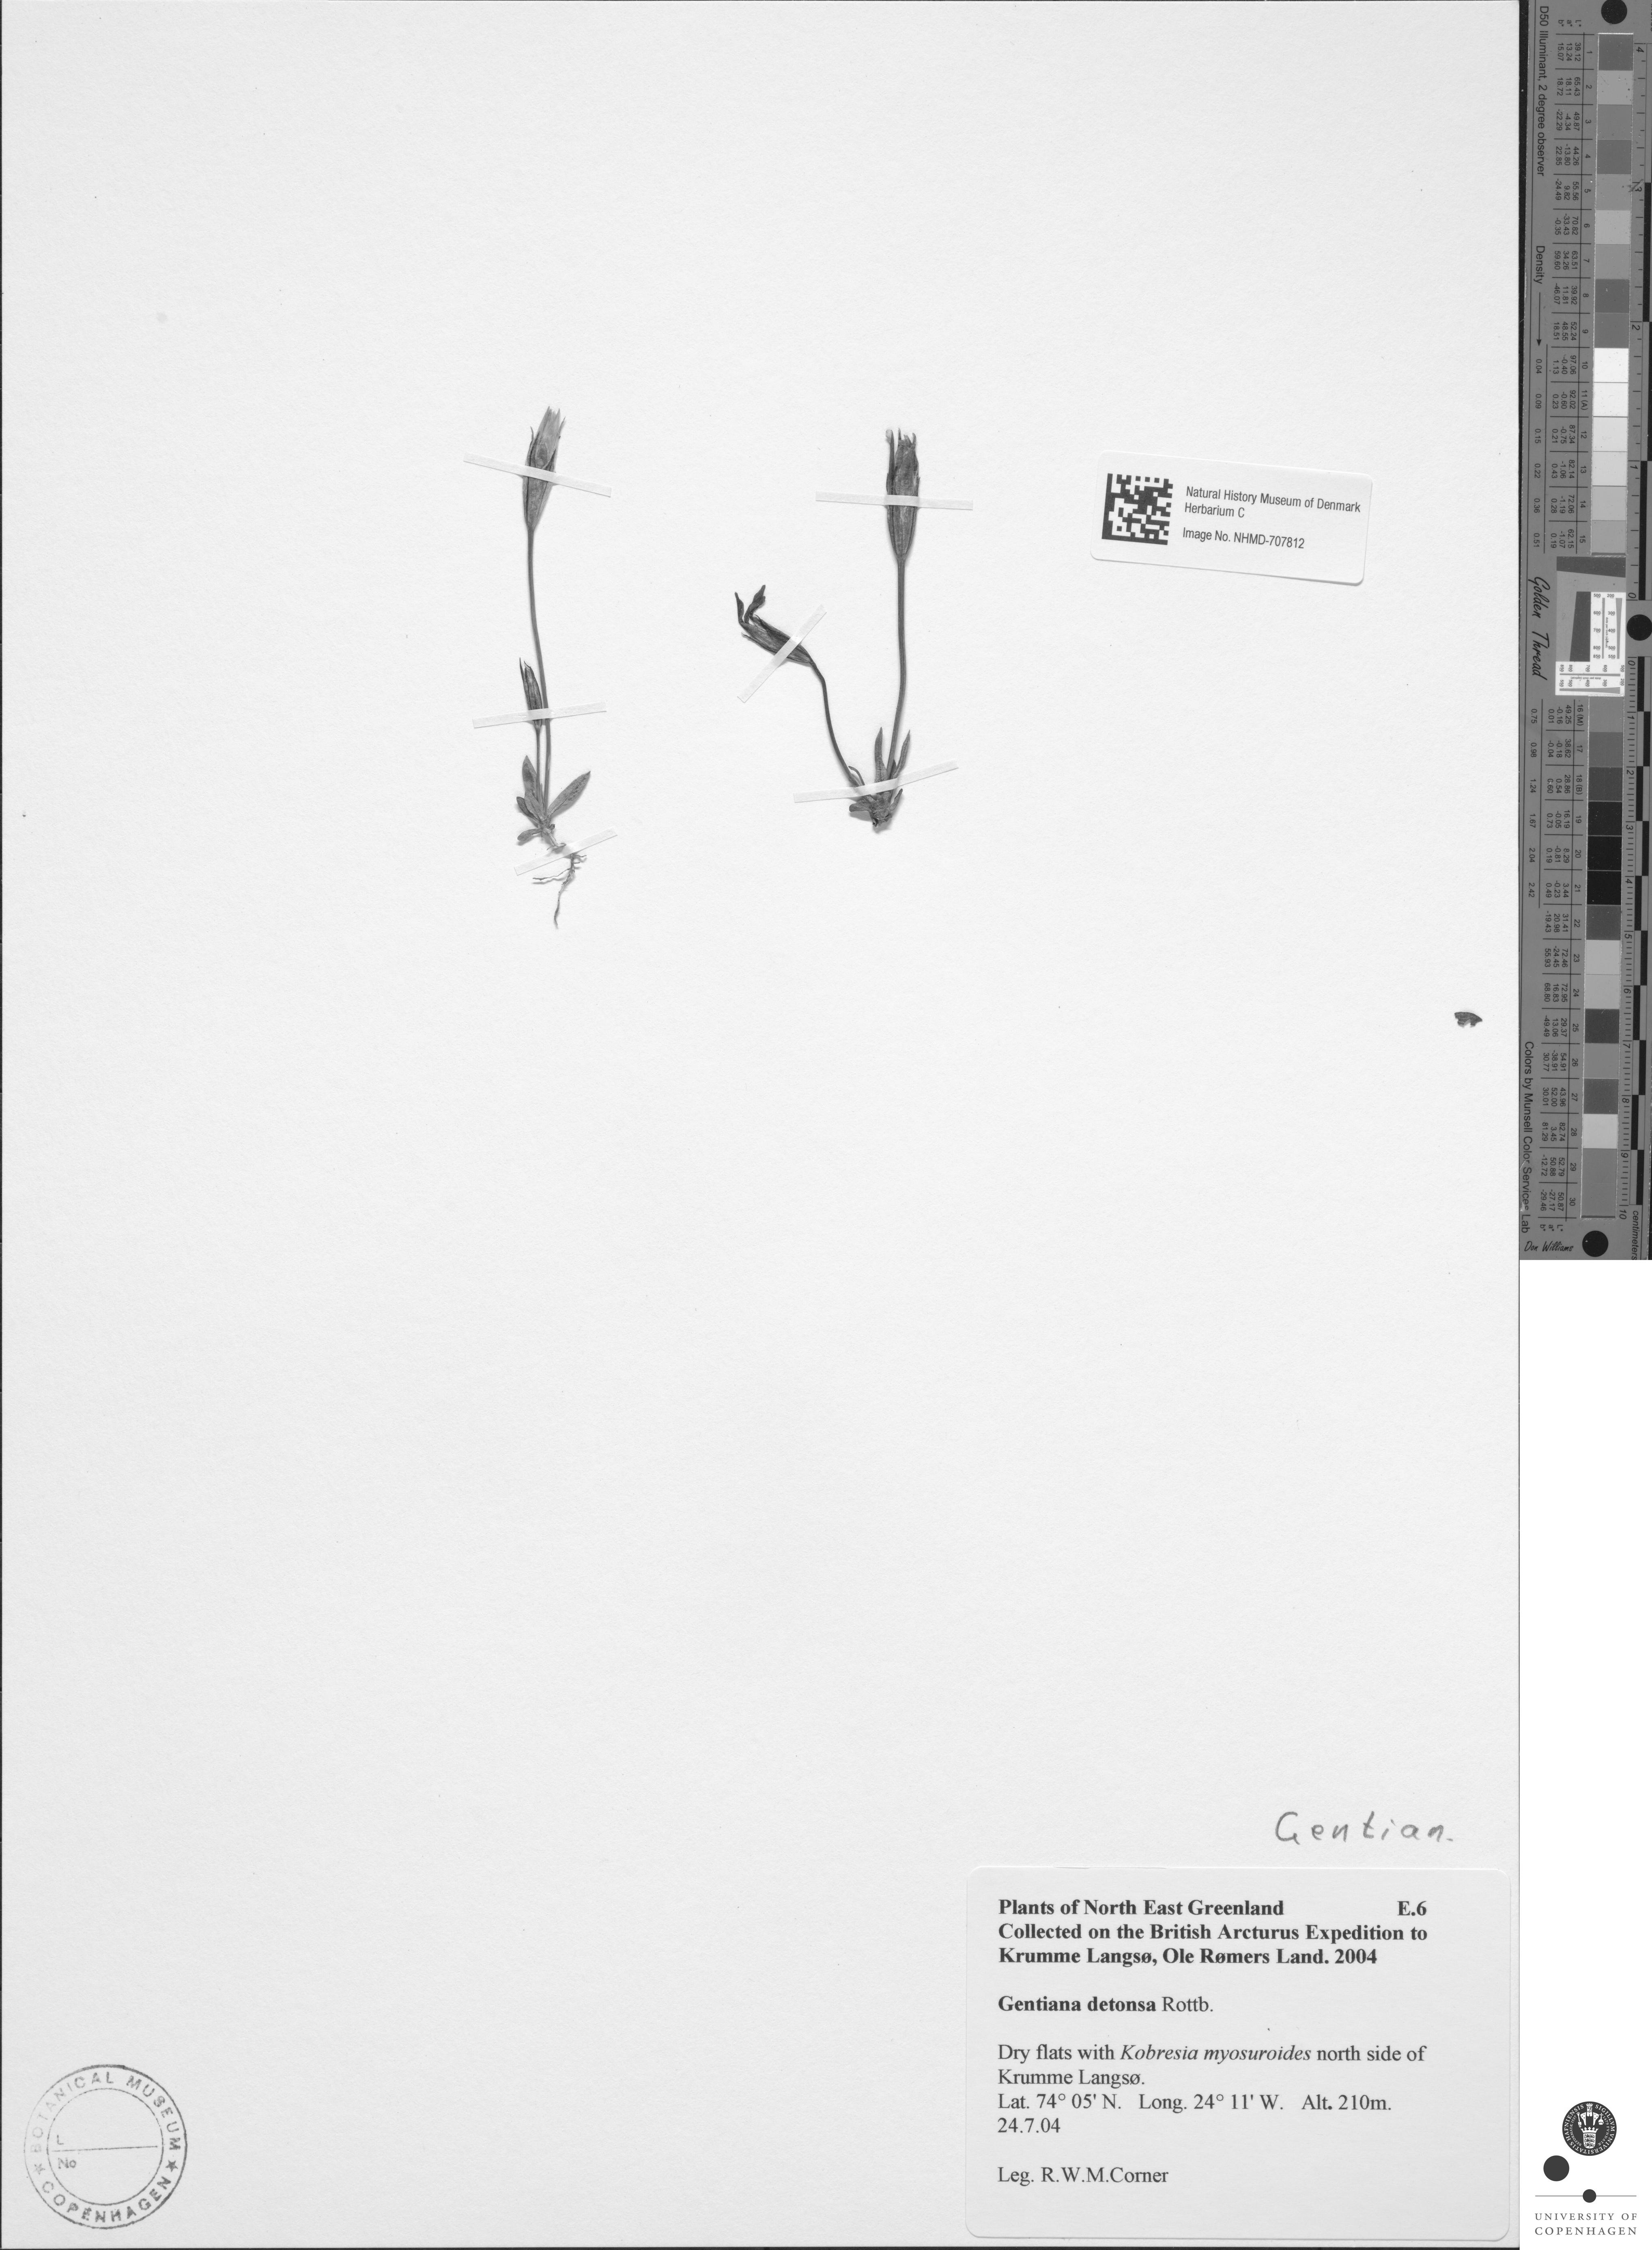 Natural History Museum of Denmark
Herbarium C
Image No. NHMD-707812
Gentian.
Plants of North East Greenland E.6
Collected on the British Arcturus Expedition to
Krumme Langsø, Ole Rømers Land. 2004
Gentiana detonsa Rottb.
Dry flats with Kobresia myosuroides north side of
Krumme Langsø.
Lat. 74° 05' N. Long. 24° 11' W. Alt. 210m.
24.7.04
Leg. R.W.M.Corner
BOTANICAL MUSEUM
L
No
COPENHAGEN
D50 Illuminant, 2 degree observer
Density
Golden Thread
Colors by Munsell Color Services Lab
Don Williams
centimeters
UNIVERSITY OF
COPENHAGEN